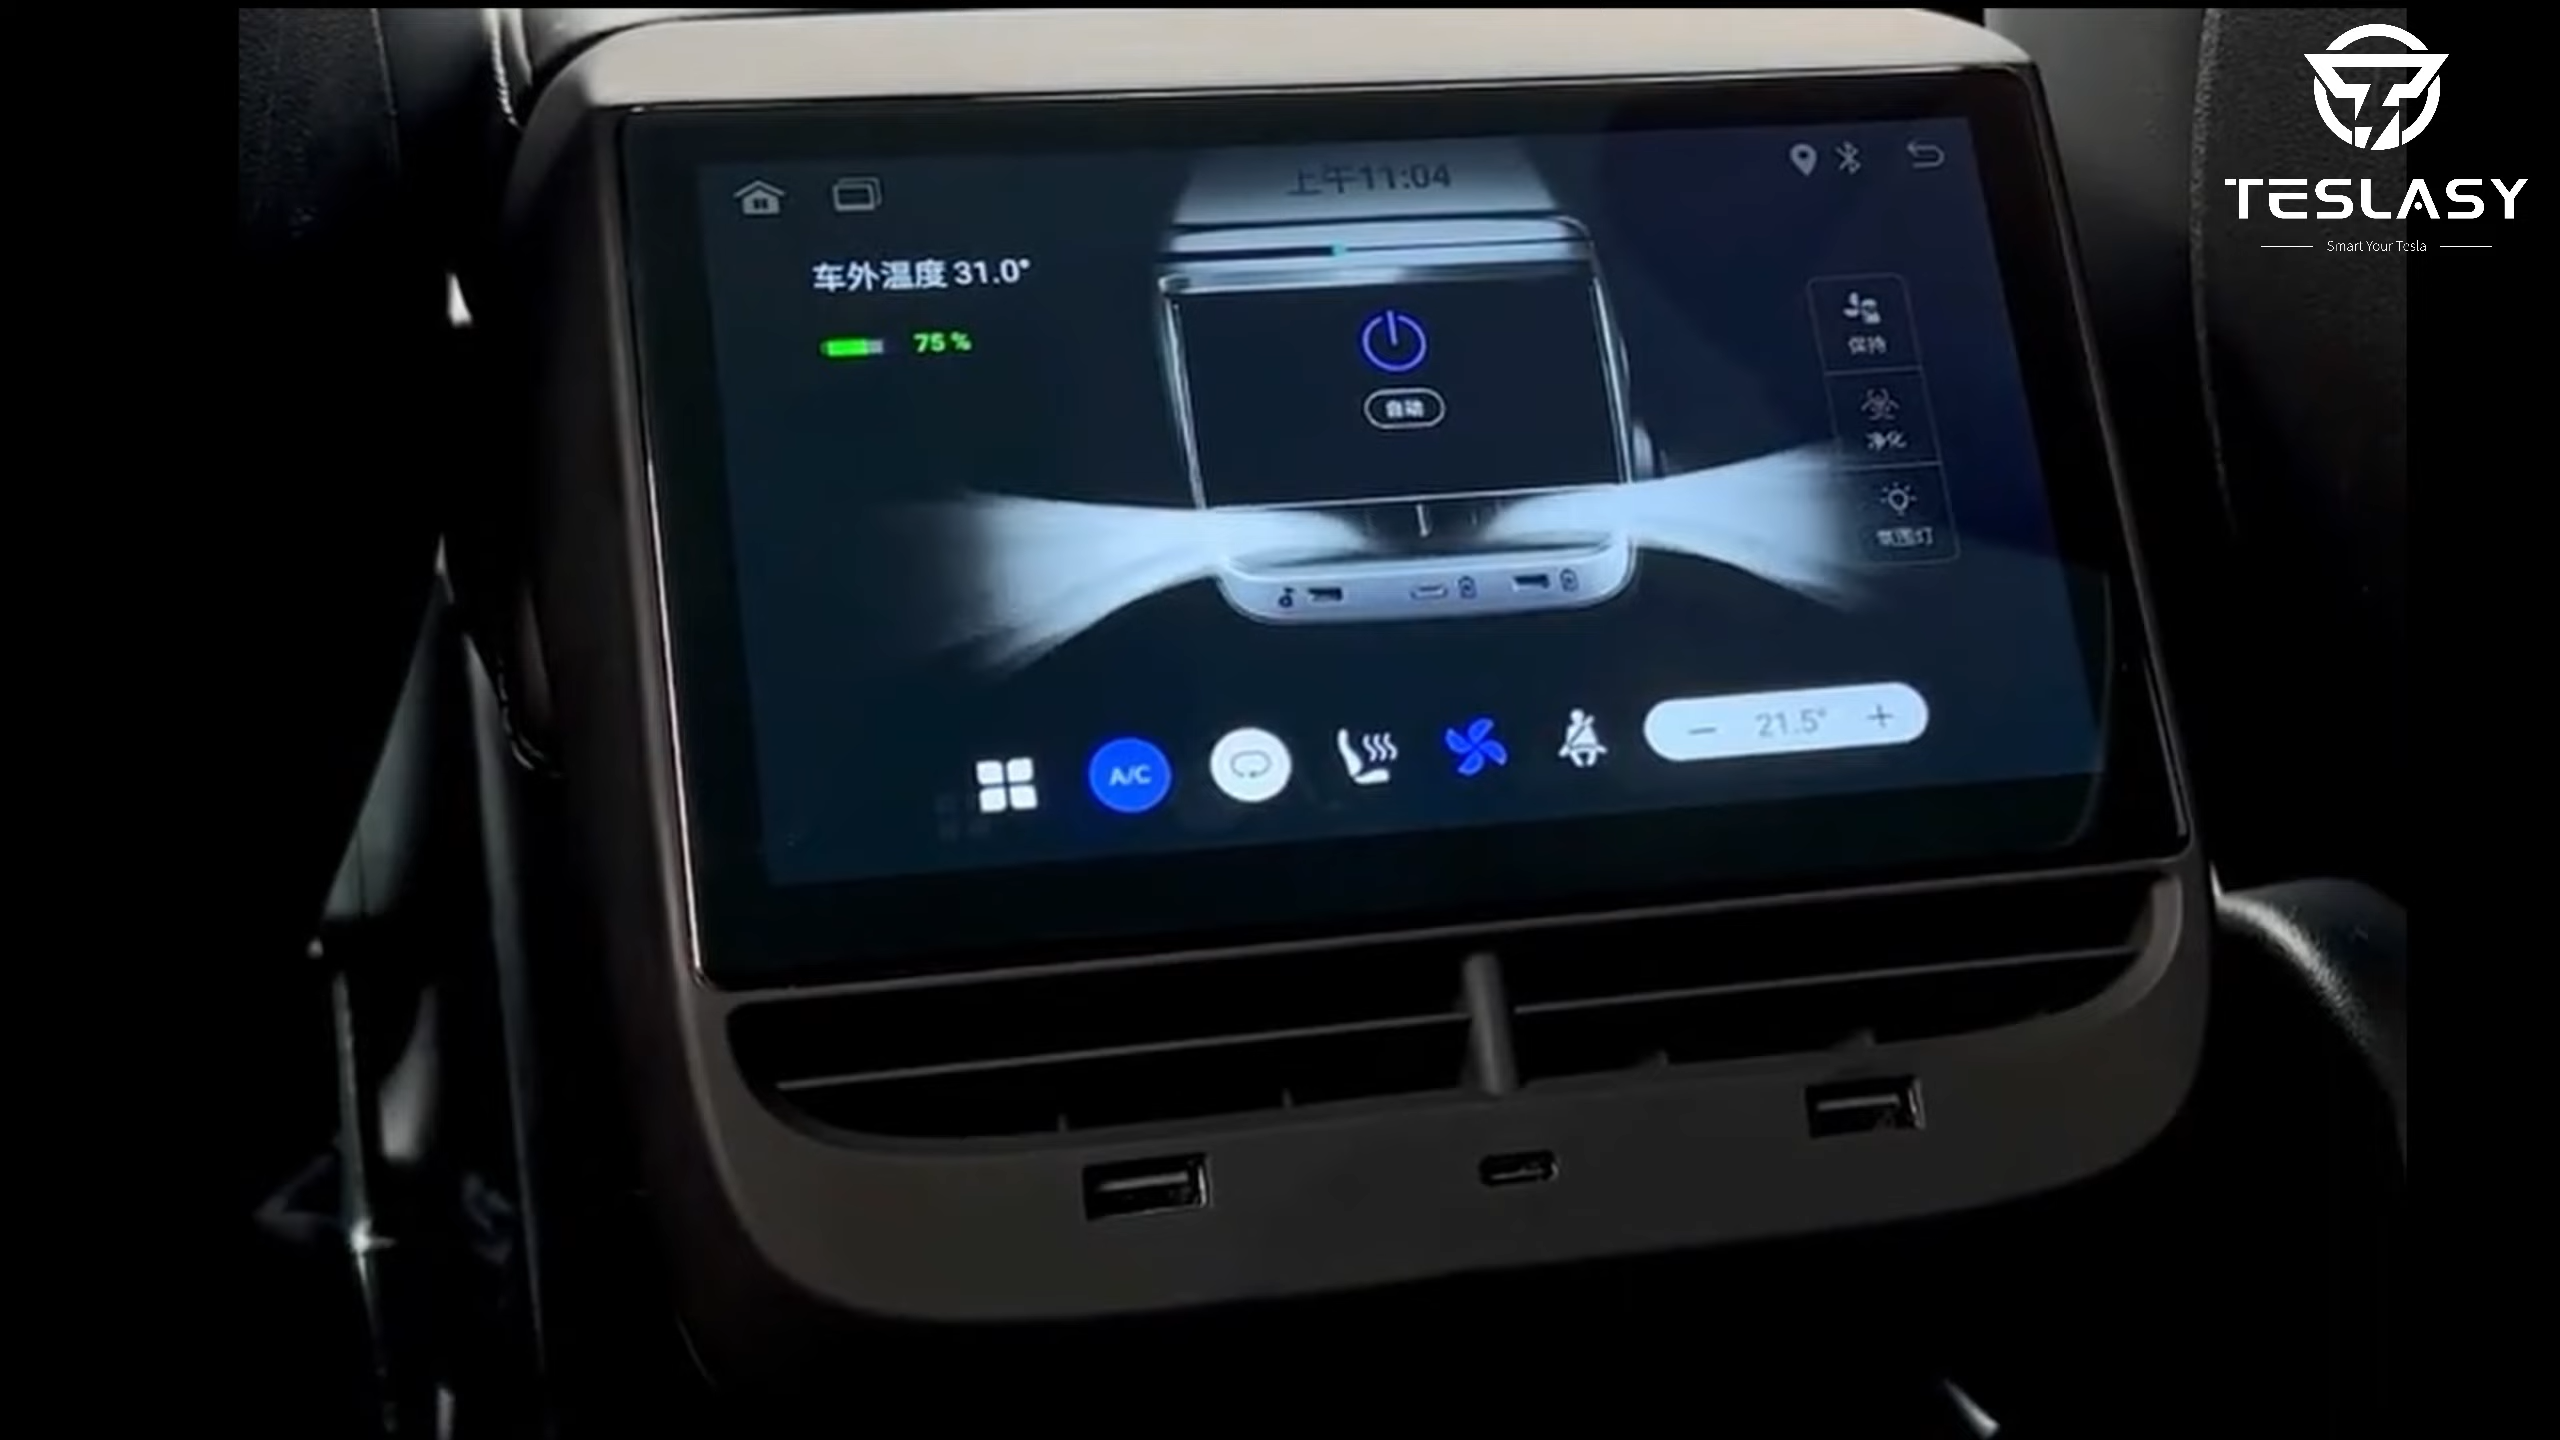 上午11:04
车外温度 31.0°
75 %
自动
保持
净化
氛围灯
A/C
− 21.5° +
TESLASY
Smart Your Tesla